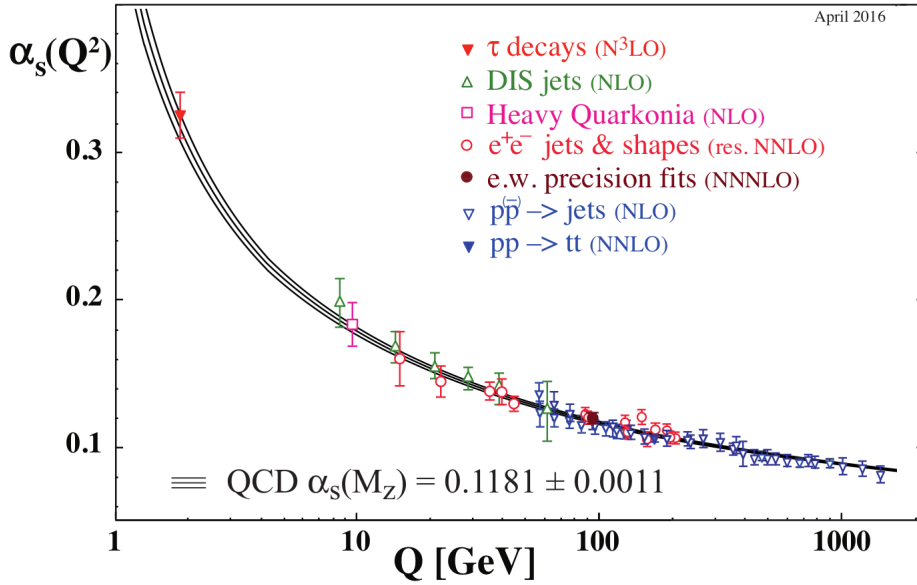 April 2016
αs(Q²)
τ decays (N³LO)
DIS jets (NLO)
Heavy Quarkonia (NLO)
e⁺e⁻ jets & shapes (res. NNLO)
e.w. precision fits (NNNLO)
pp(–) –> jets (NLO)
pp –> tt (NNLO)
0.3
0.2
0.1
QCD αs(Mz) = 0.1181 ± 0.0011
1 10 100 1000
Q [GeV]